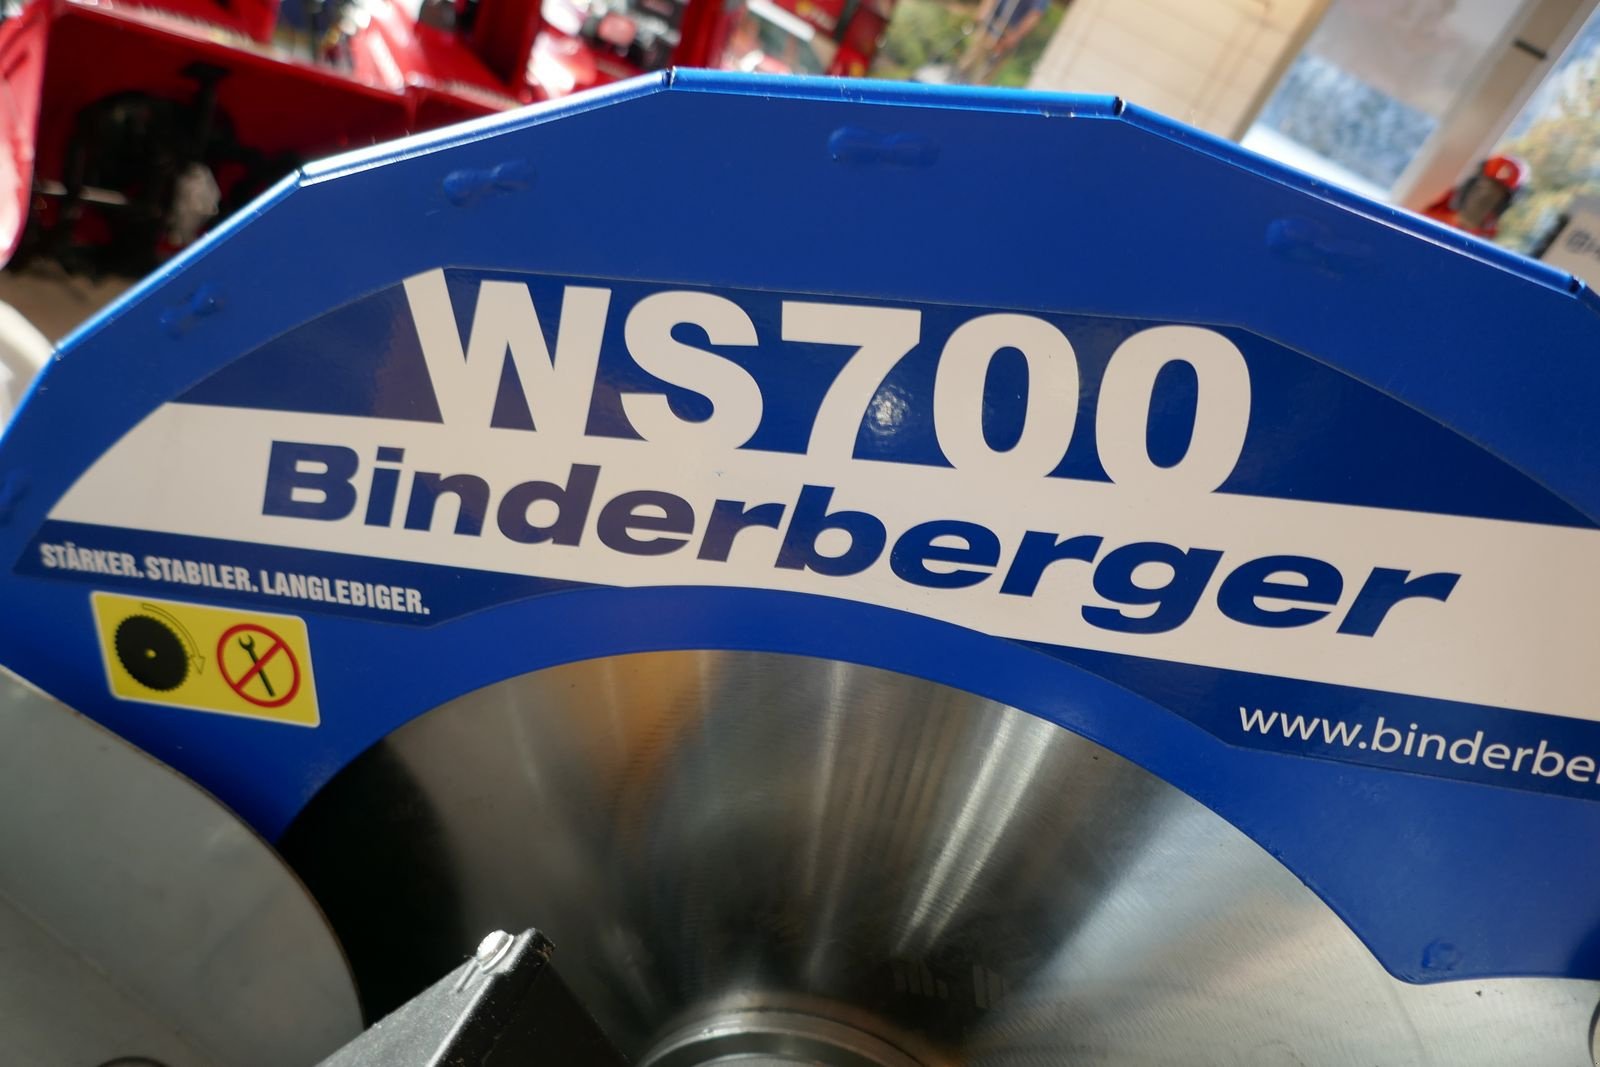 WS700
Binderberger
STÄRKER. STABILER. LANGLEBIGER.
www.binderber